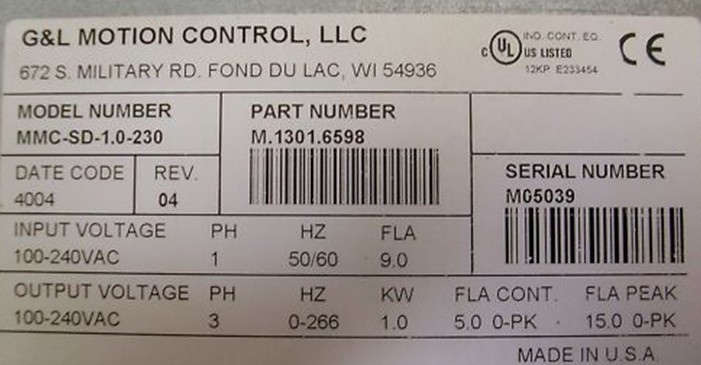 G&L MOTION CONTROL, LLC
672 S. MILITARY RD. FOND DU LAC, WI 54936
C UL US LISTED
IND. CONT. EQ.
12KP E233454
CE
MODEL NUMBER
MMC-SD-1.0-230
PART NUMBER
M.1301.6598
DATE CODE
4004
REV.
04
SERIAL NUMBER
M05039
INPUT VOLTAGE PH HZ FLA
100-240VAC 1 50/60 9.0
OUTPUT VOLTAGE PH HZ KW FLA CONT. FLA PEAK
100-240VAC 3 0-266 1.0 5.0 0-PK 15.0 0-PK
MADE IN U.S.A.